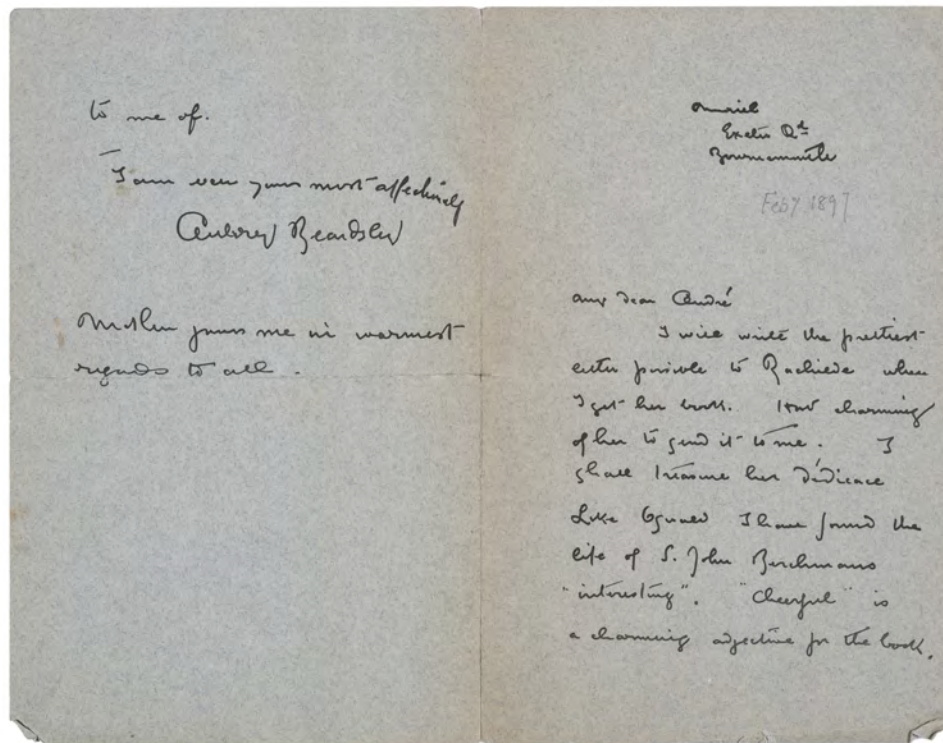 Muriel
Exeter Rd
Bournemouth
Feby 1897
My dear André
I will write the prettiest
letter possible to Rachilde when
I get her book. How charming
of her to send it to me. I
shall treasure her dédicace
Like I have found the
life of S. John Berchmans
"interesting". "Cheerful" is
a charming adjective for the book.
to me of.
I am ever yours most affectionately
Aubrey Beardsley
Mother joins me in warmest
regards to all.